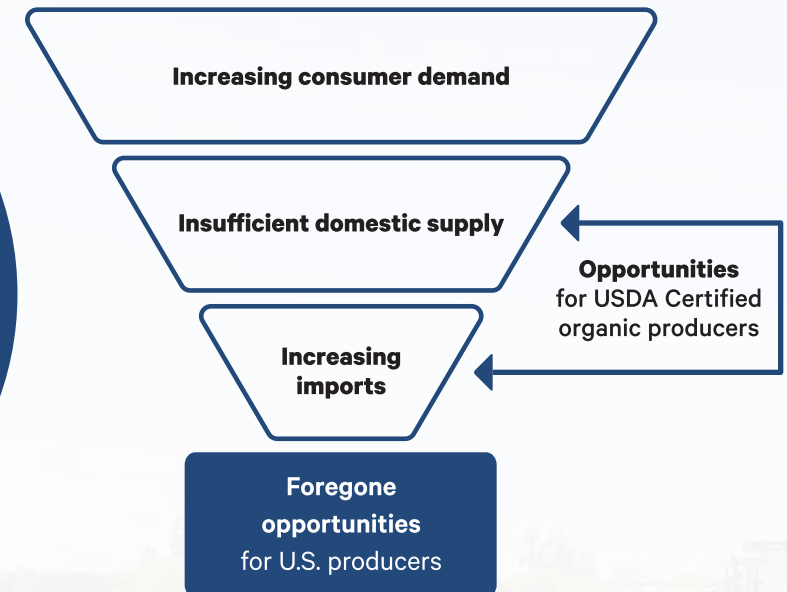 Increasing consumer demand
Insufficient domestic supply
Opportunities
for USDA Certified
organic producers
Increasing
imports
Foregone
opportunities
for U.S. producers